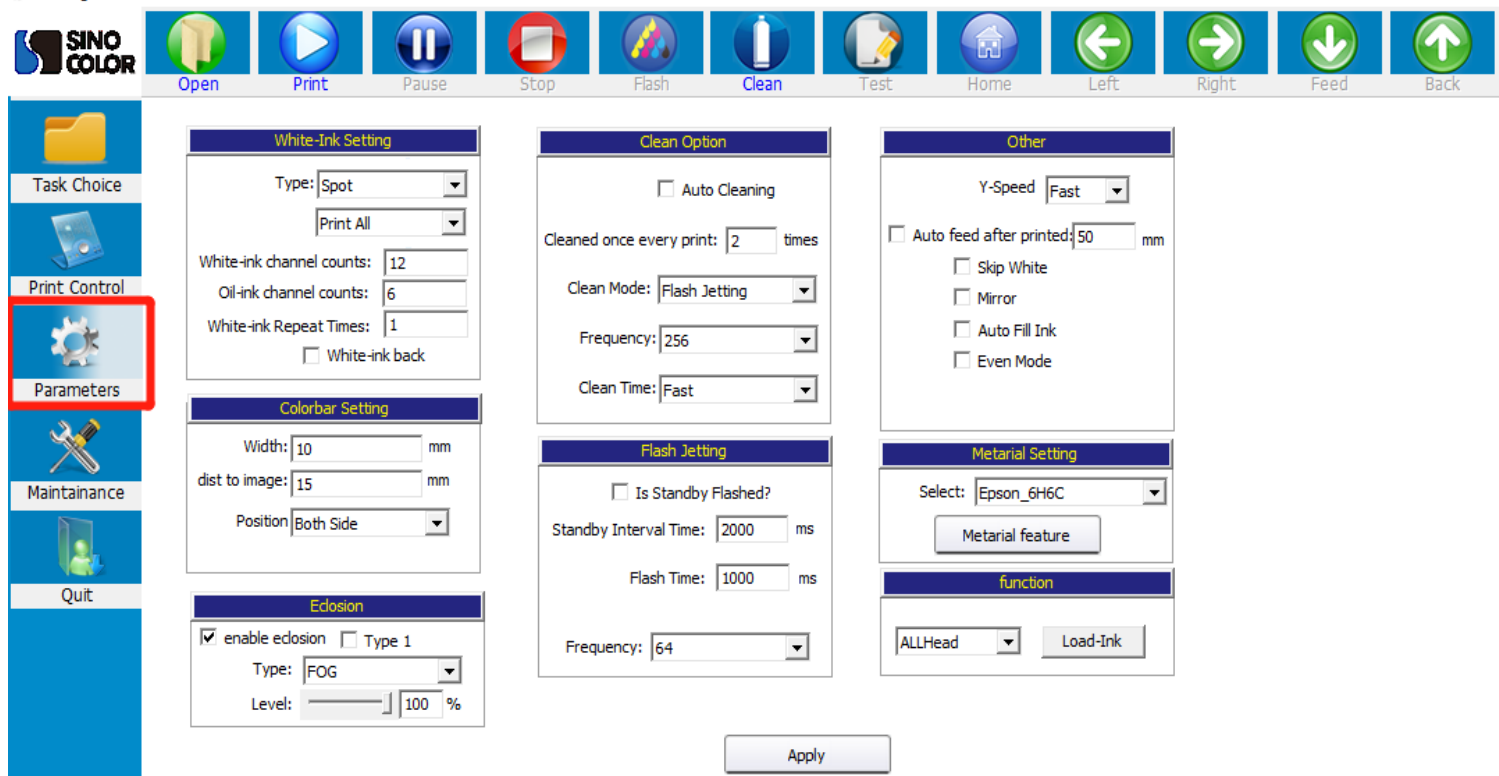 SINO
COLOR
Open Print Pause Stop Flash Clean Test Home Left Right Feed Back
Task Choice
Print Control
Parameters
Maintainance
Quit
White-Ink Setting
Type: Spot
Print All
White-ink channel counts: 12
Oil-ink channel counts: 6
White-ink Repeat Times: 1
White-ink back
Colorbar Setting
Width: 10 mm
dist to image: 15 mm
Position Both Side
Eclosion
enable eclosion Type 1
Type: FOG
Level: 100 %
Clean Option
Auto Cleaning
Cleaned once every print: 2 times
Clean Mode: Flash Jetting
Frequency: 256
Clean Time: Fast
Flash Jetting
Is Standby Flashed?
Standby Interval Time: 2000 ms
Flash Time: 1000 ms
Frequency: 64
Other
Y-Speed Fast
Auto feed after printed: 50 mm
Skip White
Mirror
Auto Fill Ink
Even Mode
Metarial Setting
Select: Epson_6H6C
Metarial feature
function
ALLHead Load-Ink
Apply